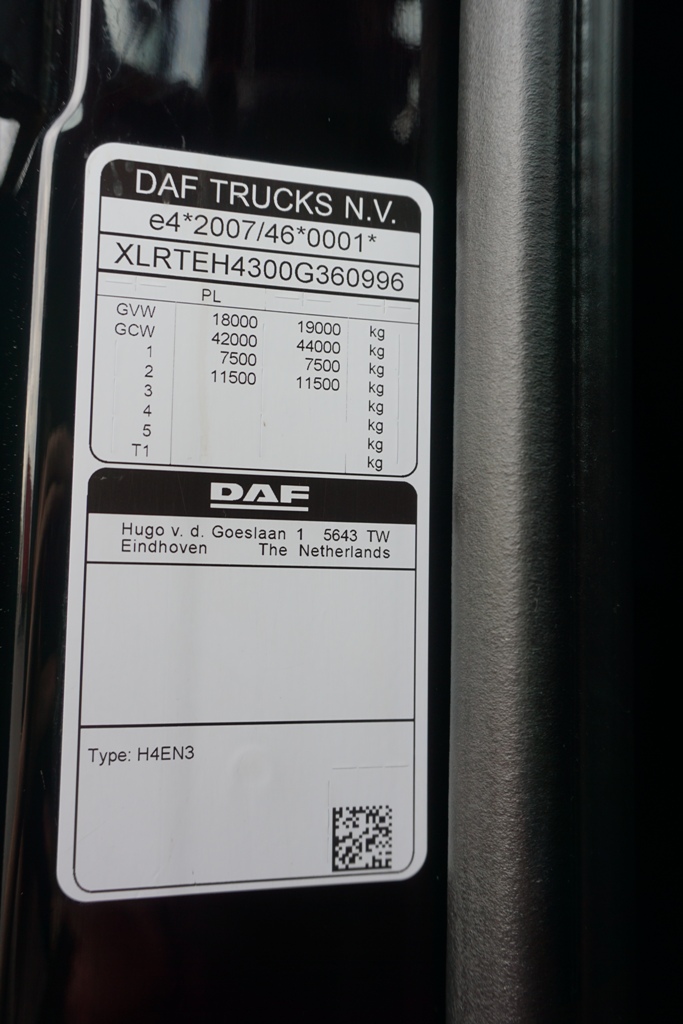 DAF TRUCKS N.V.
e4*2007/46*0001*
XLRTEH4300G360996
PL
GVW 18000 19000 kg
GCW 42000 44000 kg
1 7500 7500 kg
2 11500 11500 kg
3 kg
4 kg
5 kg
T1 kg
DAF
Hugo v. d. Goeslaan 1 5643 TW
Eindhoven The Netherlands
Type: H4EN3